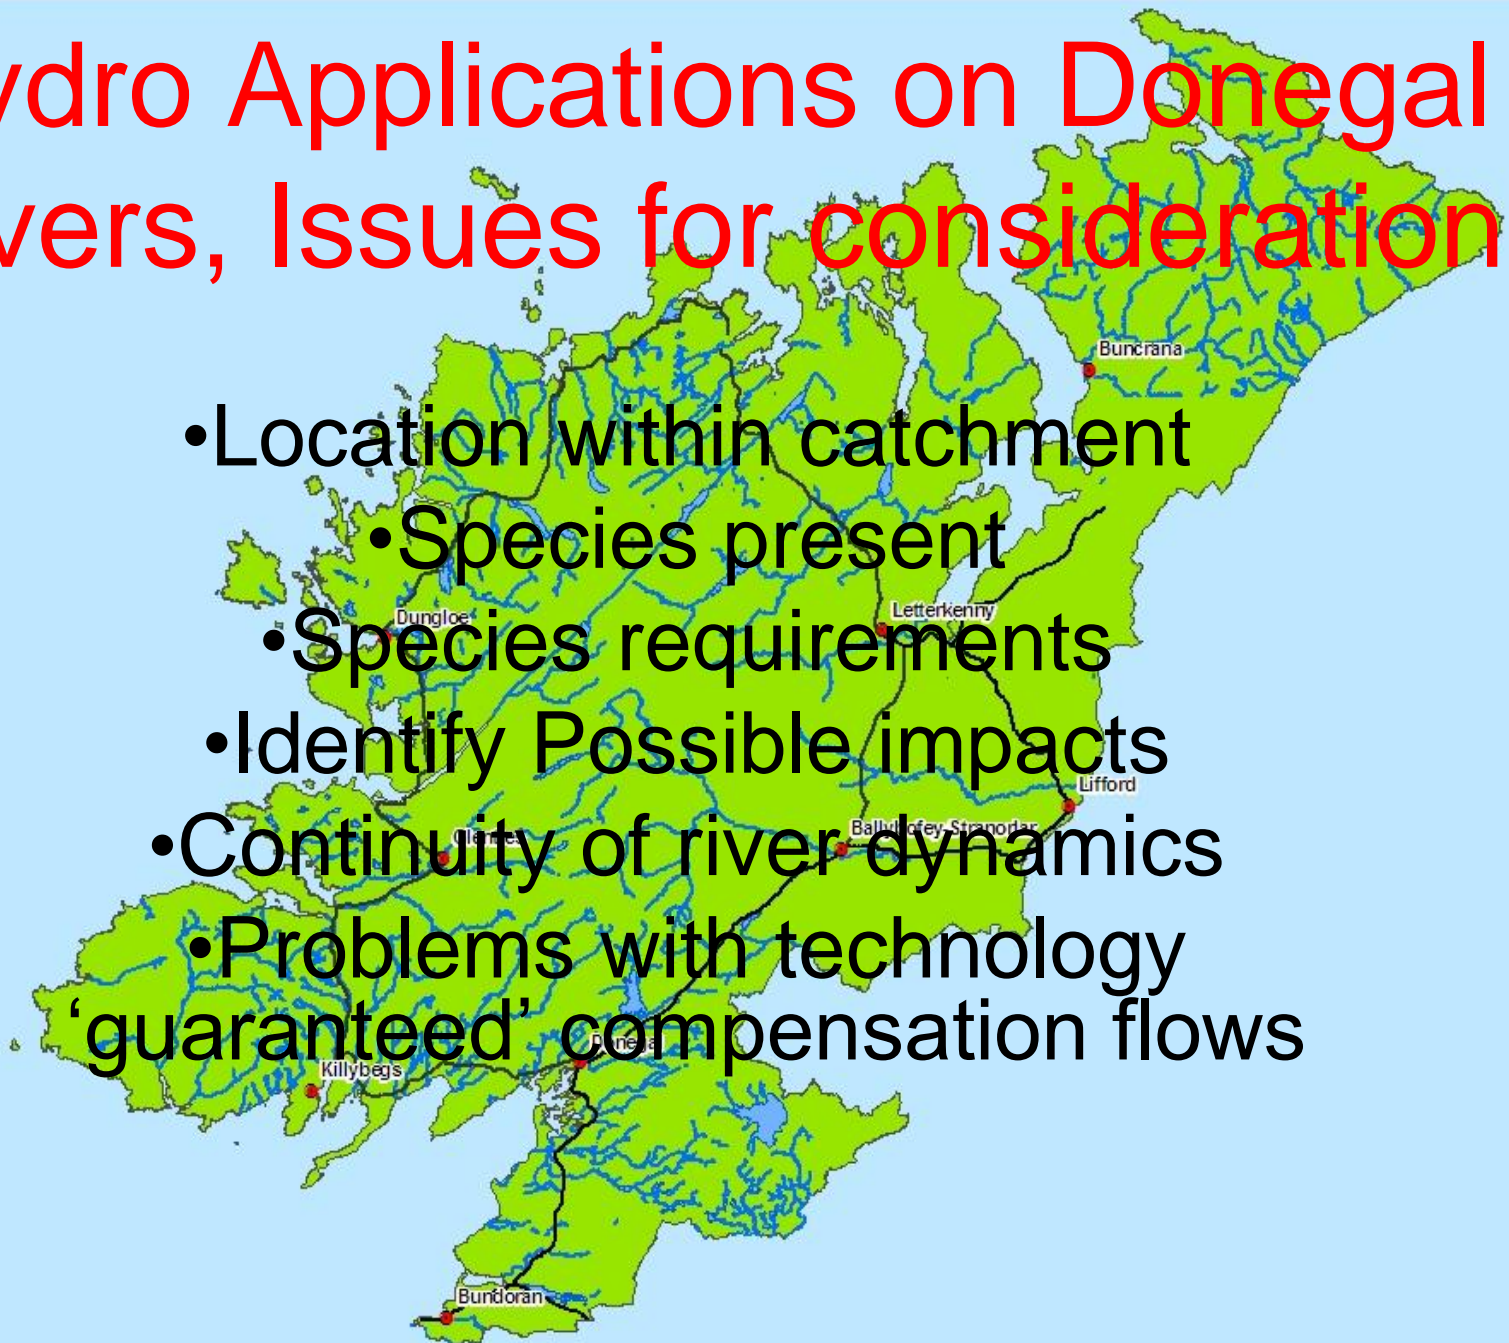 ydro Applications on Donegal
vers, Issues for consideration
Buncrana
•Location within catchment
•Species present
Dungloe
Letterkenny
•Species requirements
•Identify Possible impacts
Lifford
Ballybofey-Stranorlar
•Continuity of river dynamics
•Problems with technology
‘guaranteed’ compensation flows
Donegal
Killybegs
Bundoran